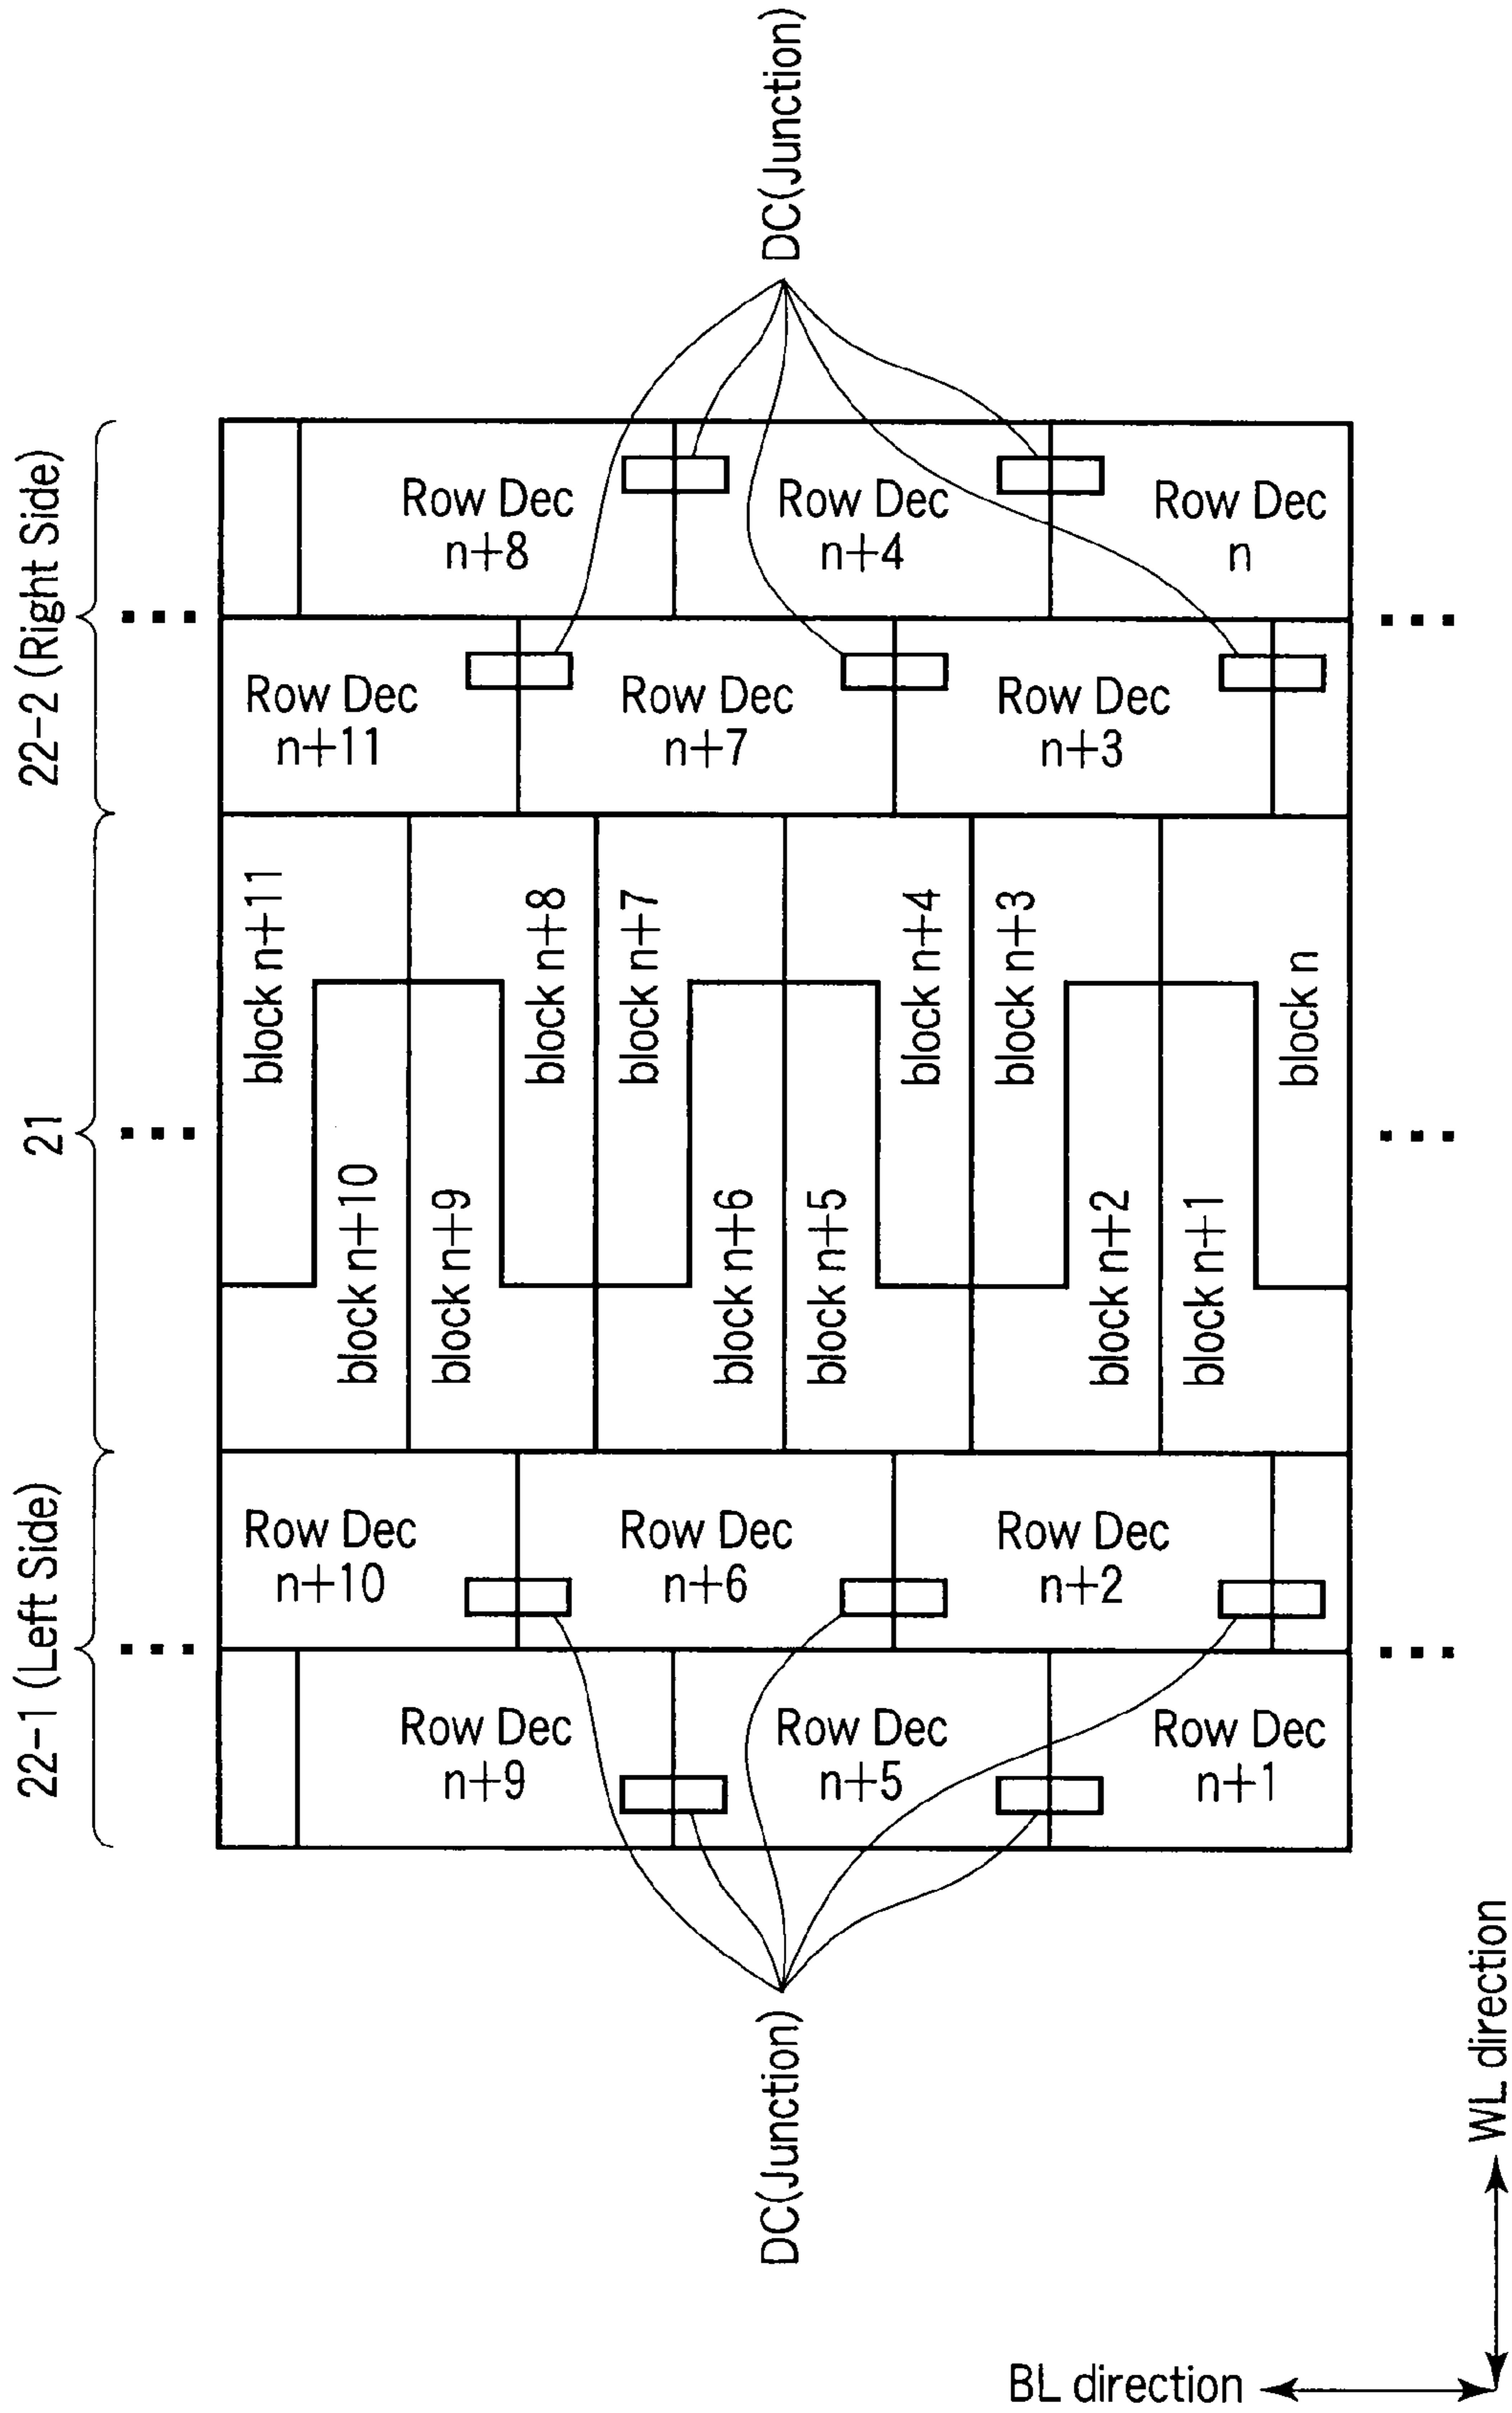 22-1 (Left Side)
21
22-2 (Right Side)
DC(Junction)
DC(Junction)
Row Dec
n+8
Row Dec
n+4
Row Dec
n
Row Dec
n+11
Row Dec
n+7
Row Dec
n+3
block n+11
block n+8
block n+7
block n+4
block n+3
block n
block n+10
block n+9
block n+6
block n+5
block n+2
block n+1
Row Dec
n+10
Row Dec
n+6
Row Dec
n+2
Row Dec
n+9
Row Dec
n+5
Row Dec
n+1
BL direction
WL direction